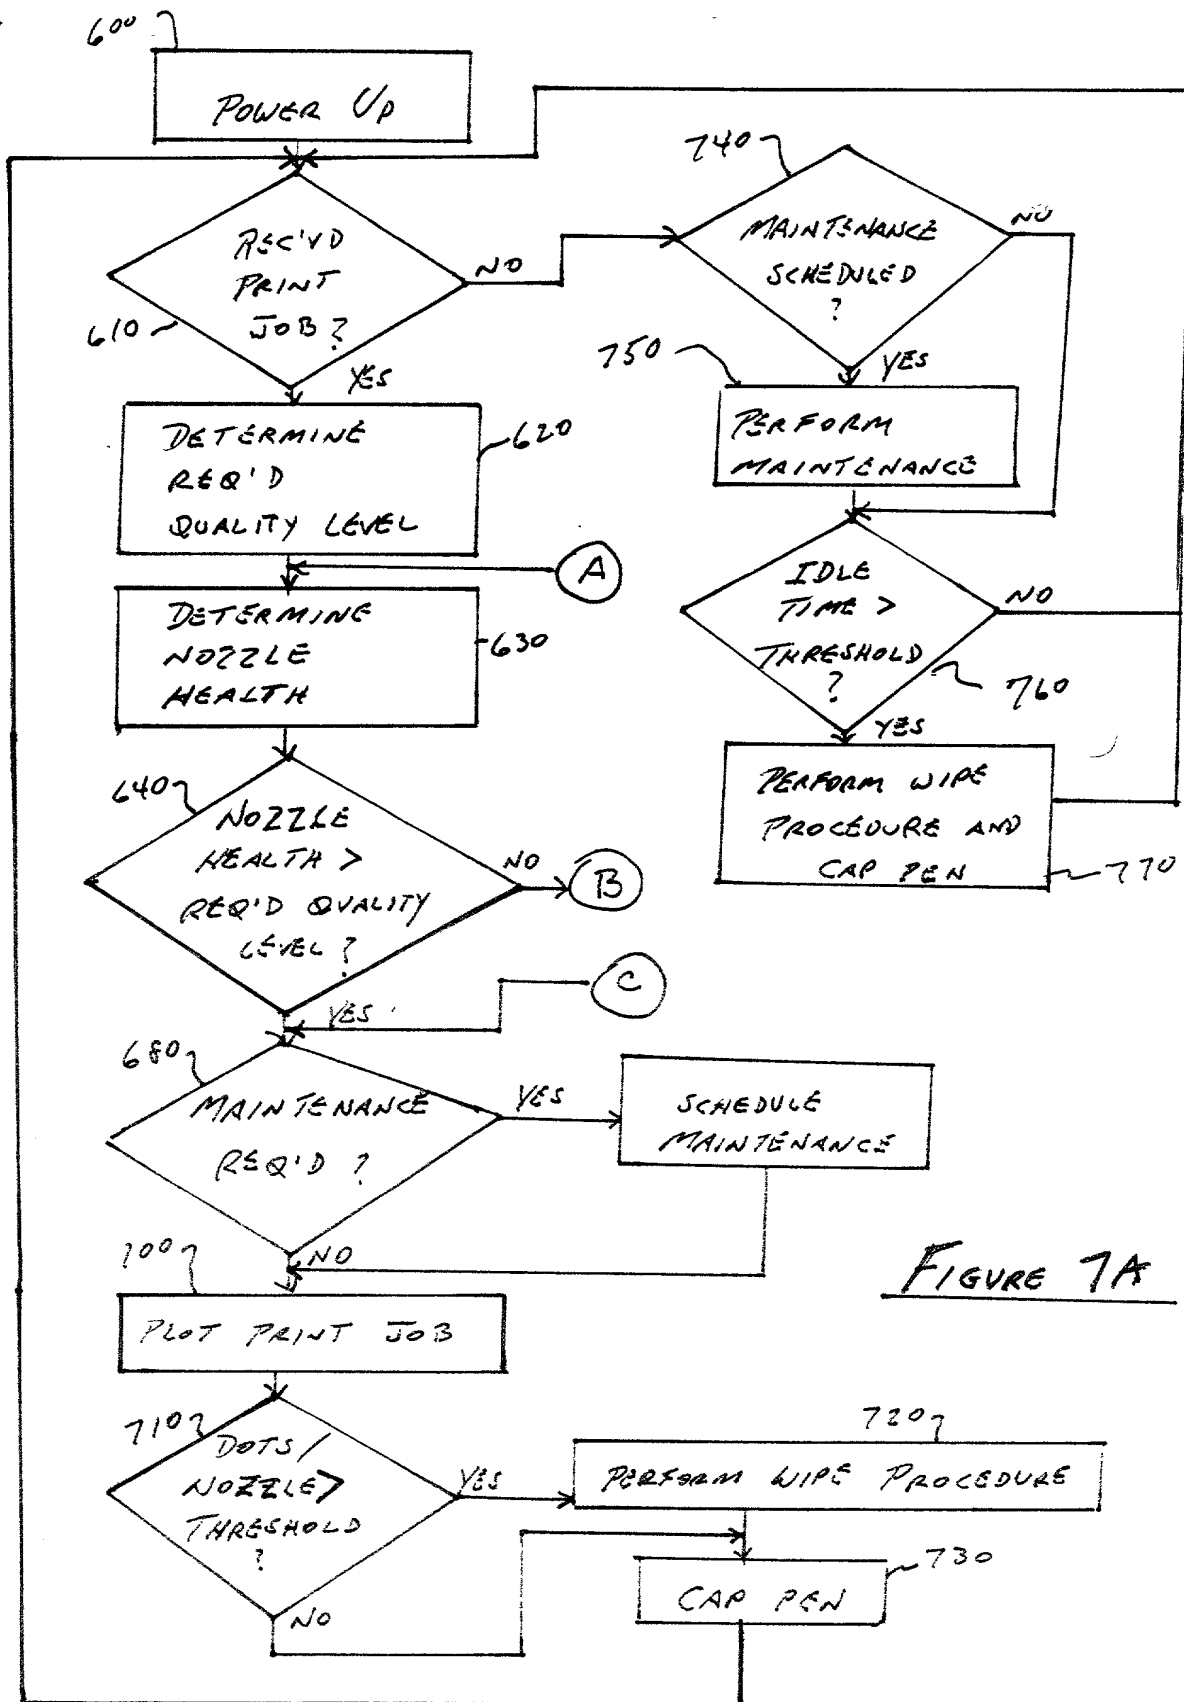 600
POWER UP
REC'VD
PRINT
JOB?
610
NO
YES
740
MAINTENANCE
SCHEDULED
?
NO
YES
750
PERFORM
MAINTENANCE
DETERMINE
REQ'D
QUALITY LEVEL
620
A
DETERMINE
NOZZLE
HEALTH
630
IDLE
TIME >
THRESHOLD
?
NO
760
YES
PERFORM WIPE
PROCEDURE AND
CAP PEN
770
640
NOZZLE
HEALTH >
REQ'D QUALITY
LEVEL?
NO
B
YES
C
680
MAINTENANCE
REQ'D ?
YES
SCHEDULE
MAINTENANCE
NO
700
PLOT PRINT JOB
FIGURE 7A
710
DOTS/
NOZZLE>
THRESHOLD
?
YES
NO
720
PERFORM WIPE PROCEDURE
730
CAP PEN